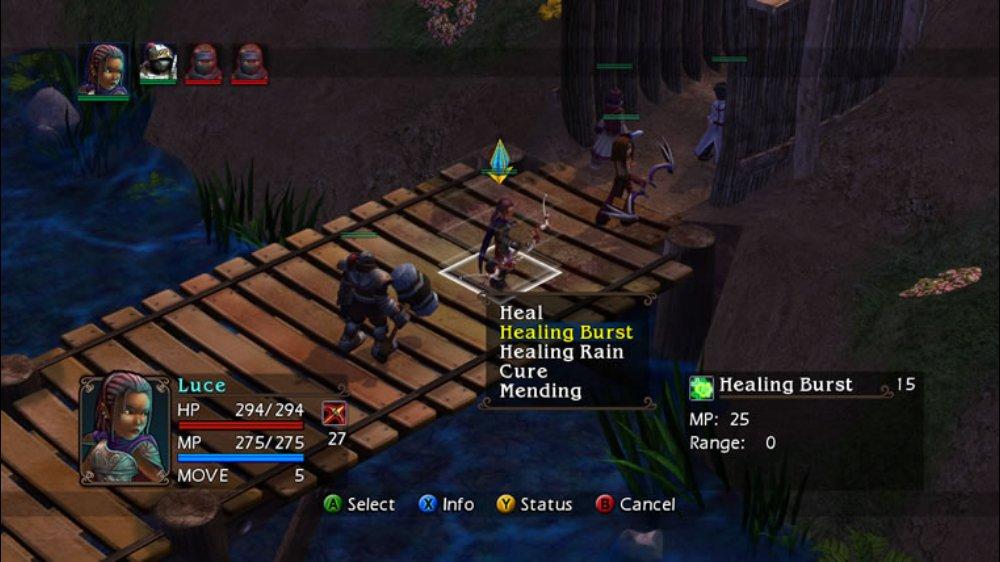 Heal
Healing Burst
Healing Rain
Cure
Mending
Luce
HP 294/294
27
MP 275/275
MOVE 5
Healing Burst 15
MP: 25
Range: 0
A Select X Info Y Status B Cancel